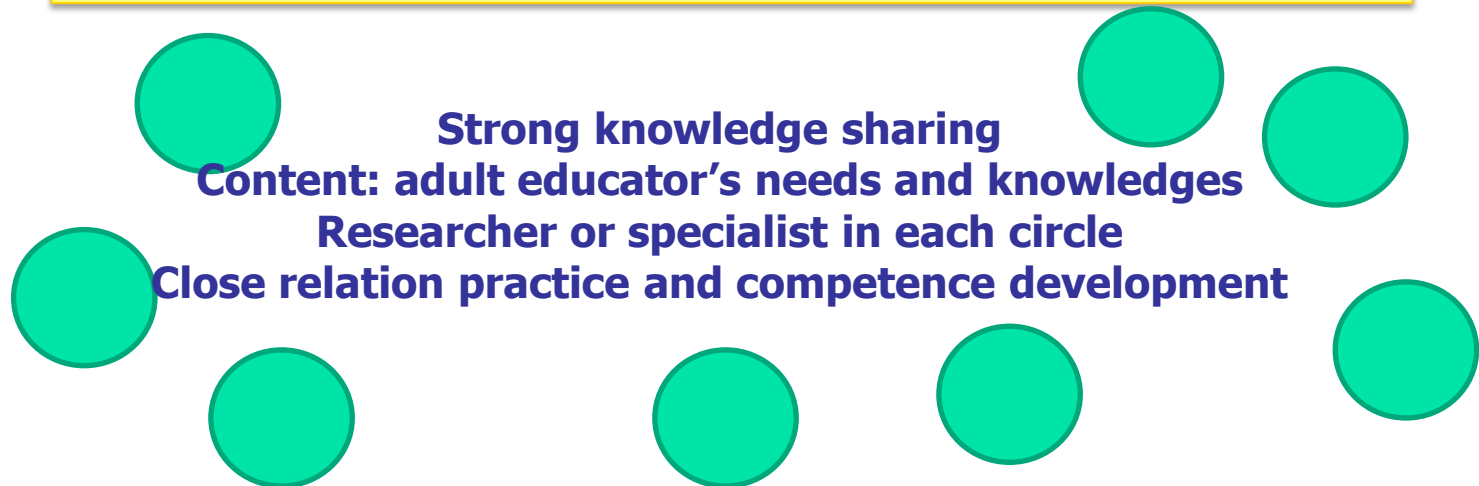 Strong knowledge sharing
Content: adult educator’s needs and knowledges
Researcher or specialist in each circle
Close relation practice and competence development